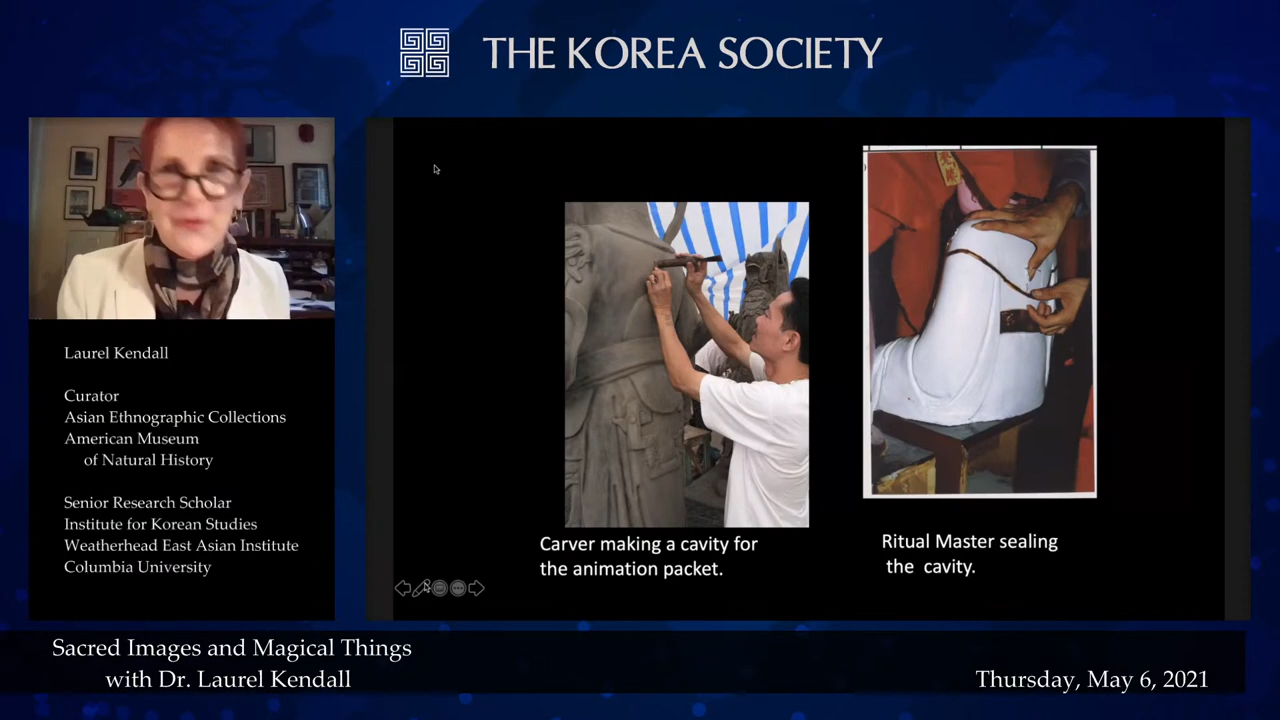 THE KOREA SOCIETY
Laurel Kendall
Curator
Asian Ethnographic Collections
American Museum
of Natural History
Senior Research Scholar
Institute for Korean Studies
Weatherhead East Asian Institute
Columbia University
Carver making a cavity for
the animation packet.
Ritual Master sealing
the cavity.
Sacred Images and Magical Things
with Dr. Laurel Kendall
Thursday, May 6, 2021